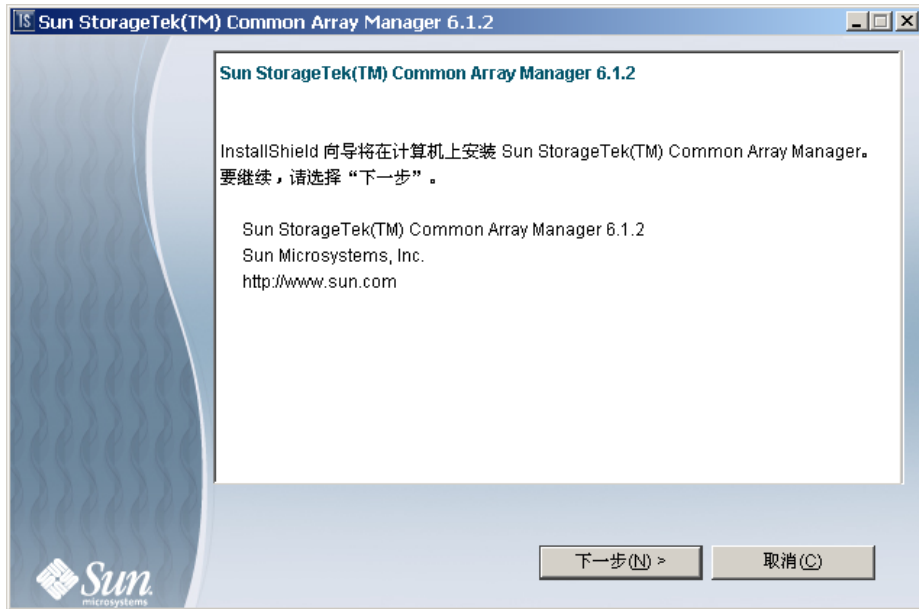 Sun StorageTek(TM) Common Array Manager 6.1.2
Sun StorageTek(TM) Common Array Manager 6.1.2
InstallShield 向导将在计算机上安装 Sun StorageTek(TM) Common Array Manager。
要继续，请选择“下一步”。
Sun StorageTek(TM) Common Array Manager 6.1.2
Sun Microsystems, Inc.
http://www.sun.com
下一步(N) >
取消(C)
Sun
microsystems